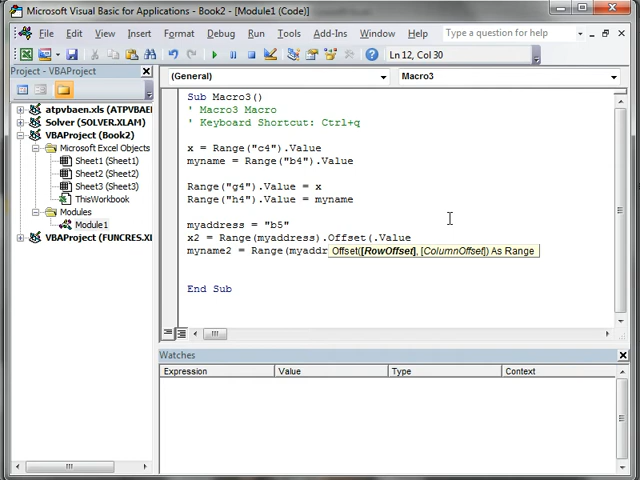 Microsoft Visual Basic for Applications - Book2 - [Module1 (Code)]
File Edit View Insert Format Debug Run Tools Add-Ins Window Help
Type a question for help
Ln 12, Col 30
Project - VBAProject
(General) Macro3
atpvbaen.xls (ATPVBAE
Solver (SOLVER.XLAM)
VBAProject (Book2)
Microsoft Excel Objects
Sheet1 (Sheet1)
Sheet2 (Sheet2)
Sheet3 (Sheet3)
ThisWorkbook
Modules
Module1
VBAProject (FUNCRES.XL
Sub Macro3()
' Macro3 Macro
' Keyboard Shortcut: Ctrl+q
x = Range("c4").Value
myname = Range("b4").Value
Range("g4").Value = x
Range("h4").Value = myname
myaddress = "b5"
x2 = Range(myaddress).Offset(.Value
myname2 = Range(myaddr
Offset([RowOffset], [ColumnOffset]) As Range
End Sub
Watches
Expression Value Type Context